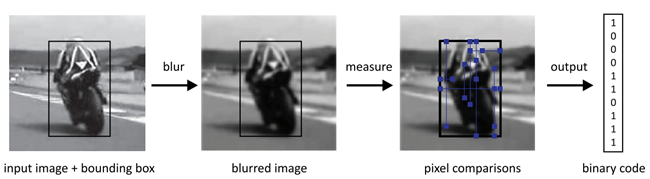 blur
measure
output
1
0
0
0
1
1
0
1
1
1
input image + bounding box
blurred image
pixel comparisons
binary code